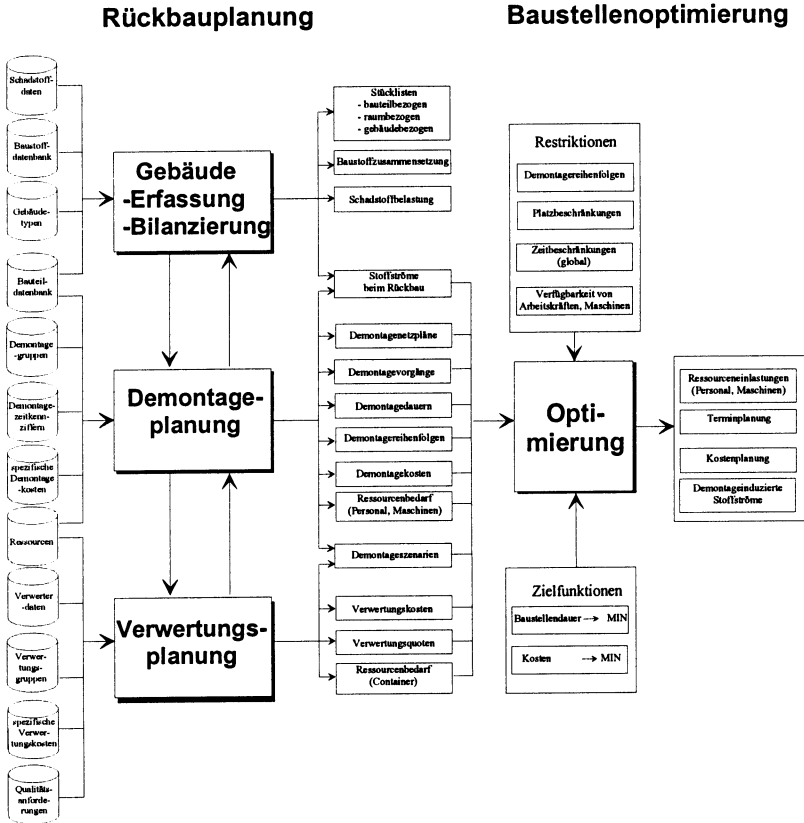 Rückbauplanung
Baustellenoptimierung
Schadstoff-
daten
Baustoff-
datenbank
Gebäude-
typen
Bauteil-
datenbank
Demontage
-gruppen
Demontage-
zeitkenn-
ziffern
spezifische
Demontage
-kosten
Ressourcen
Verwerter
-daten
Verwer-
tungs-
gruppen
spezifische
Verwer-
tungskosten
Qualitäts-
anforde-
rungen
Gebäude
-Erfassung
-Bilanzierung
Demontage-
planung
Verwertungs-
planung
Stücklisten
- bauteilbezogen
- raumbezogen
- gebäudebezogen
Baustoffzusammensetzung
Schadstoffbelastung
Stoffströme
beim Rückbau
Demontagenetzpläne
Demontagevorgänge
Demontagedauern
Demontagereihenfolgen
Demontagekosten
Ressourcenbedarf
(Personal, Maschinen)
Demontageszenarien
Verwertungskosten
Verwertungsquoten
Ressourcenbedarf
(Container)
Restriktionen
Demontagereihenfolgen
Platzbeschränkungen
Zeitbeschränkungen
(global)
Verfügbarkeit von
Arbeitskräften, Maschinen
Opti-
mierung
Zielfunktionen
Baustellendauer → MIN
Kosten → MIN
Ressourceneinlastungen
(Personal, Maschinen)
Terminplanung
Kostenplanung
Demontageinduzierte
Stoffströme